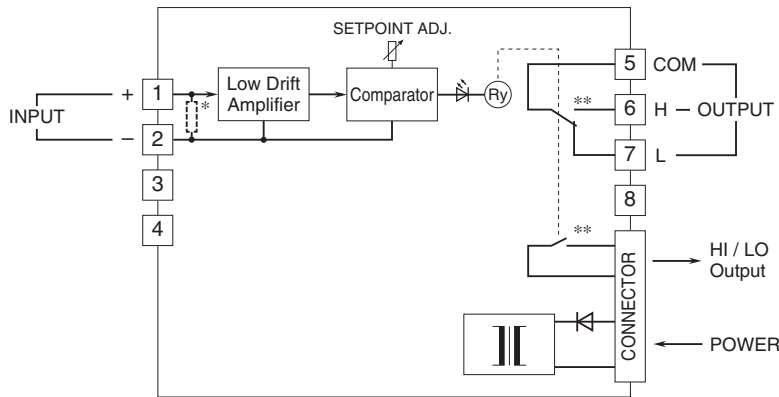 SETPOINT ADJ.
INPUT
+
1
*
Low Drift
Amplifier
Comparator
Ry
5
COM
**
6
H
OUTPUT
−
2
7
L
3
8
4
**
CONNECTOR
HI / LO
Output
POWER